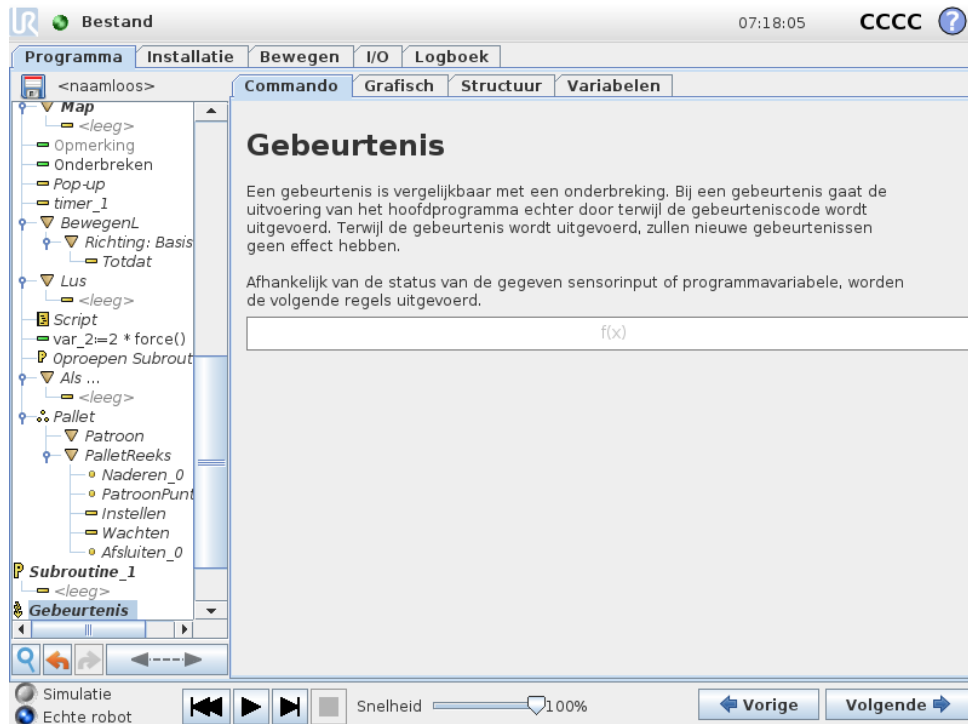 UR Bestand 07:18:05 CCCC ?
Programma Installatie Bewegen I/O Logboek
<naamloos>
Commando Grafisch Structuur Variabelen
Map
<leeg>
Opmerking
Onderbreken
Pop-up
timer_1
BewegenL
Richting: Basis
Totdat
Lus
<leeg>
Script
var_2:=2 * force()
Oproepen Subrout
Als ...
<leeg>
Pallet
Patroon
PalletReeks
Naderen_0
PatroonPunt
Instellen
Wachten
Afsluiten_0
Subroutine_1
<leeg>
Gebeurtenis
Gebeurtenis
Een gebeurtenis is vergelijkbaar met een onderbreking. Bij een gebeurtenis gaat de
uitvoering van het hoofdprogramma echter door terwijl de gebeurteniscode wordt
uitgevoerd. Terwijl de gebeurtenis wordt uitgevoerd, zullen nieuwe gebeurtenissen
geen effect hebben.
Afhankelijk van de status van de gegeven sensorinput of programmavariabele, worden
de volgende regels uitgevoerd.
f(x)
Simulatie
Echte robot
Snelheid 100%
Vorige Volgende